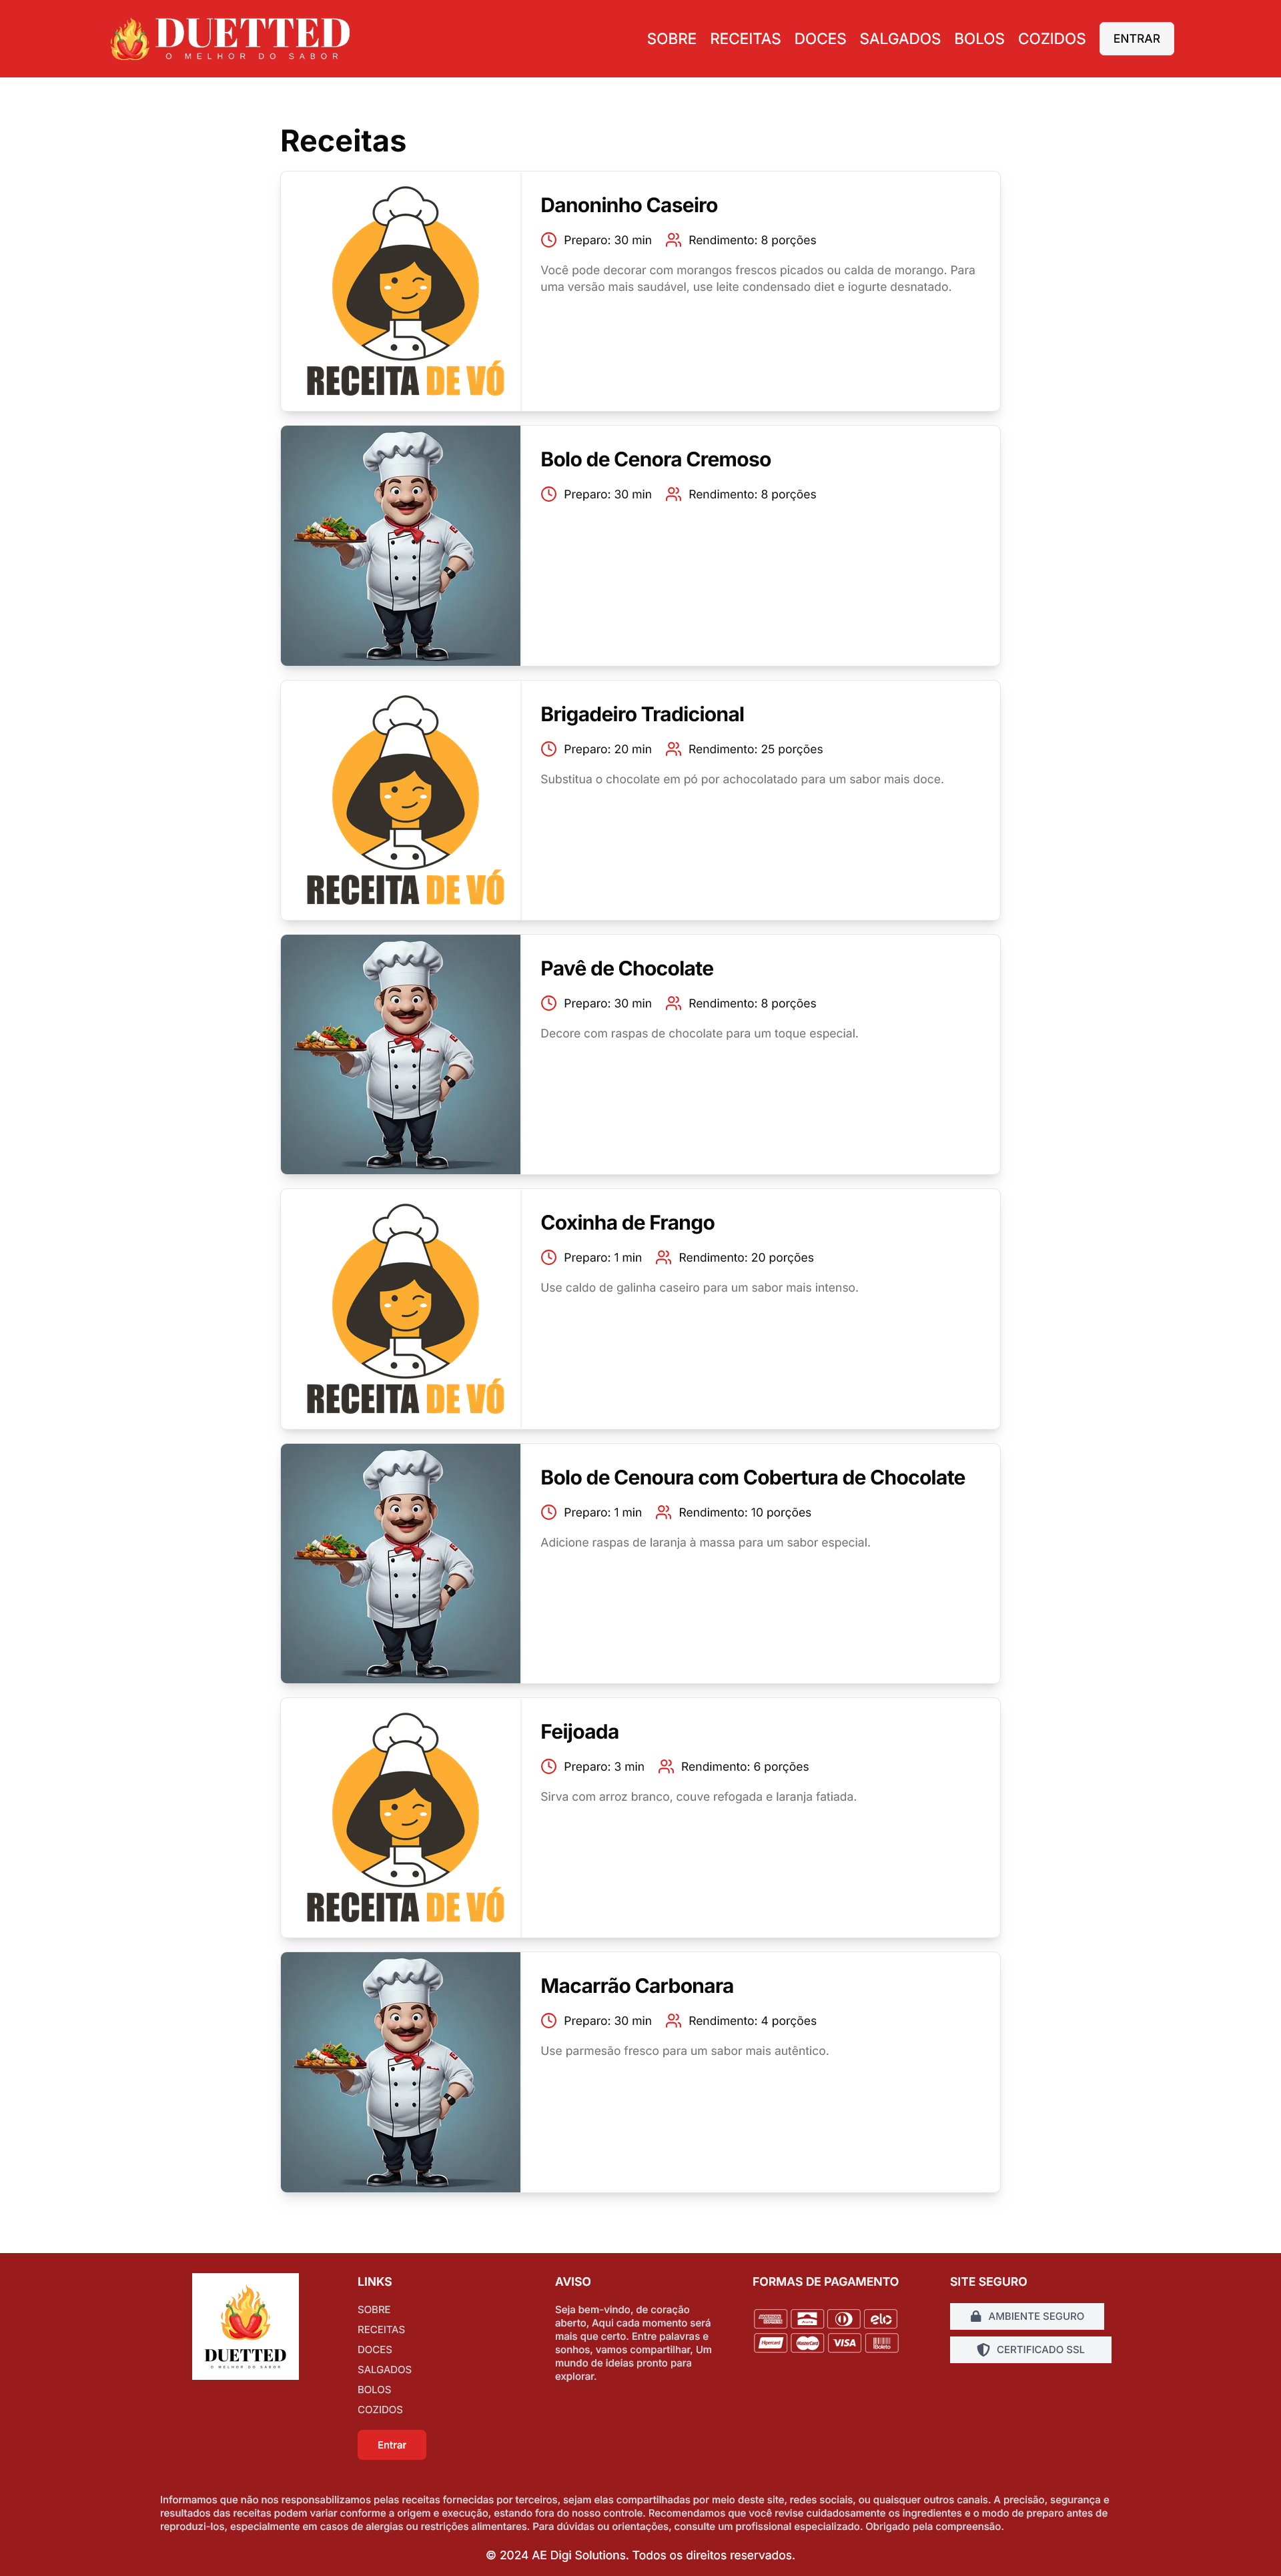 DUETTED
O MELHOR DO SABOR
SOBRE RECEITAS DOCES SALGADOS BOLOS COZIDOS ENTRAR
Receitas
RECEITA DE VÓ
Danoninho Caseiro
Preparo: 30 min Rendimento: 8 porções
Você pode decorar com morangos frescos picados ou calda de morango. Para
uma versão mais saudável, use leite condensado diet e iogurte desnatado.
Bolo de Cenora Cremoso
Preparo: 30 min Rendimento: 8 porções
RECEITA DE VÓ
Brigadeiro Tradicional
Preparo: 20 min Rendimento: 25 porções
Substitua o chocolate em pó por achocolatado para um sabor mais doce.
Pavê de Chocolate
Preparo: 30 min Rendimento: 8 porções
Decore com raspas de chocolate para um toque especial.
RECEITA DE VÓ
Coxinha de Frango
Preparo: 1 min Rendimento: 20 porções
Use caldo de galinha caseiro para um sabor mais intenso.
Bolo de Cenoura com Cobertura de Chocolate
Preparo: 1 min Rendimento: 10 porções
Adicione raspas de laranja à massa para um sabor especial.
RECEITA DE VÓ
Feijoada
Preparo: 3 min Rendimento: 6 porções
Sirva com arroz branco, couve refogada e laranja fatiada.
Macarrão Carbonara
Preparo: 30 min Rendimento: 4 porções
Use parmesão fresco para um sabor mais autêntico.
DUETTED
O MELHOR DO SABOR
LINKS
SOBRE
RECEITAS
DOCES
SALGADOS
BOLOS
COZIDOS
Entrar
AVISO
Seja bem-vindo, de coração
aberto, Aqui cada momento será
mais que certo. Entre palavras e
sonhos, vamos compartilhar, Um
mundo de ideias pronto para
explorar.
FORMAS DE PAGAMENTO
AMERICAN EXPRESS Aura elo
Hipercard MasterCard VISA Boleto
SITE SEGURO
AMBIENTE SEGURO
CERTIFICADO SSL
Informamos que não nos responsabilizamos pelas receitas fornecidas por terceiros, sejam elas compartilhadas por meio deste site, redes sociais, ou quaisquer outros canais. A precisão, segurança e
resultados das receitas podem variar conforme a origem e execução, estando fora do nosso controle. Recomendamos que você revise cuidadosamente os ingredientes e o modo de preparo antes de
reproduzi-los, especialmente em casos de alergias ou restrições alimentares. Para dúvidas ou orientações, consulte um profissional especializado. Obrigado pela compreensão.
© 2024 AE Digi Solutions. Todos os direitos reservados.